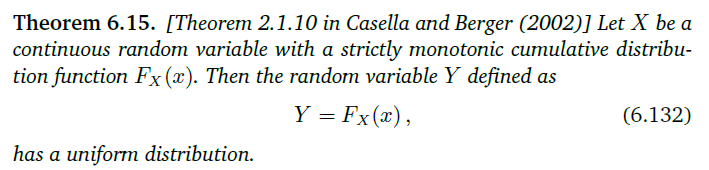 Theorem 6.15. [Theorem 2.1.10 in Casella and Berger (2002)] Let X be a
continuous random variable with a strictly monotonic cumulative distribu-
tion function F_X(x). Then the random variable Y defined as
Y = F_X(x) , (6.132)
has a uniform distribution.